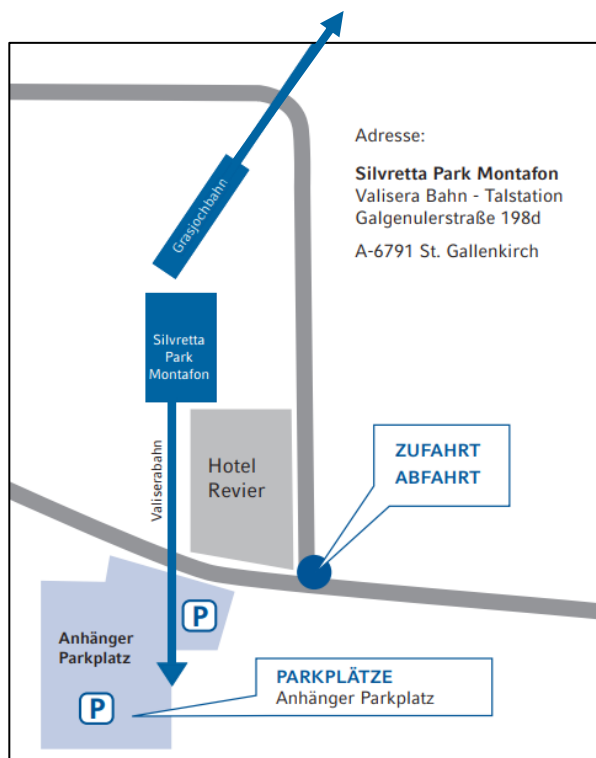 Adresse:
Silvretta Park Montafon
Valisera Bahn - Talstation
Galgenulerstraße 198d
A-6791 St. Gallenkirch
Grasjochbahn
Silvretta
Park
Montafon
Valiserabahn
Hotel
Revier
ZUFAHRT
ABFAHRT
P
Anhänger
Parkplatz
P
PARKPLÄTZE
Anhänger Parkplatz